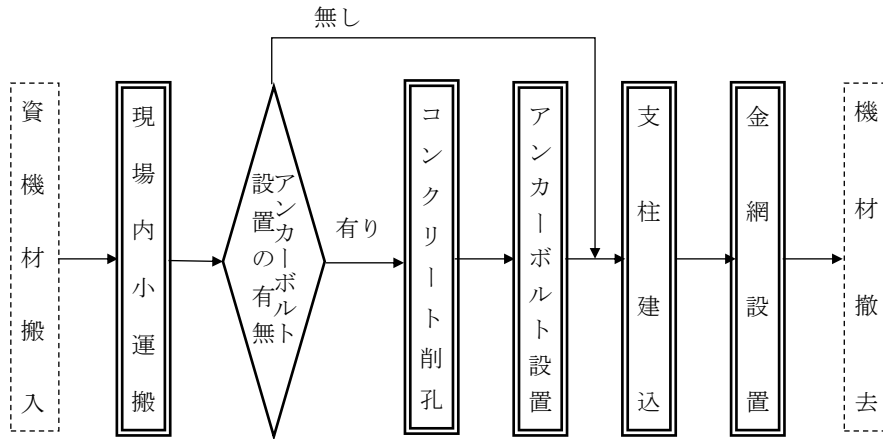 資機材搬入
現場内小運搬
アンカーボルト
設置の有無
無し
有り
コンクリート削孔
アンカーボルト設置
支柱建込
金網設置
機材撤去